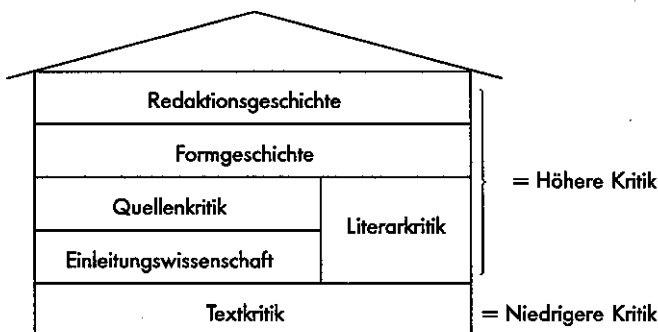 Redaktionsgeschichte
Formgeschichte
= Höhere Kritik
Quellenkritik
Literarkritik
Einleitungswissenschaft
Textkritik
= Niedrigere Kritik